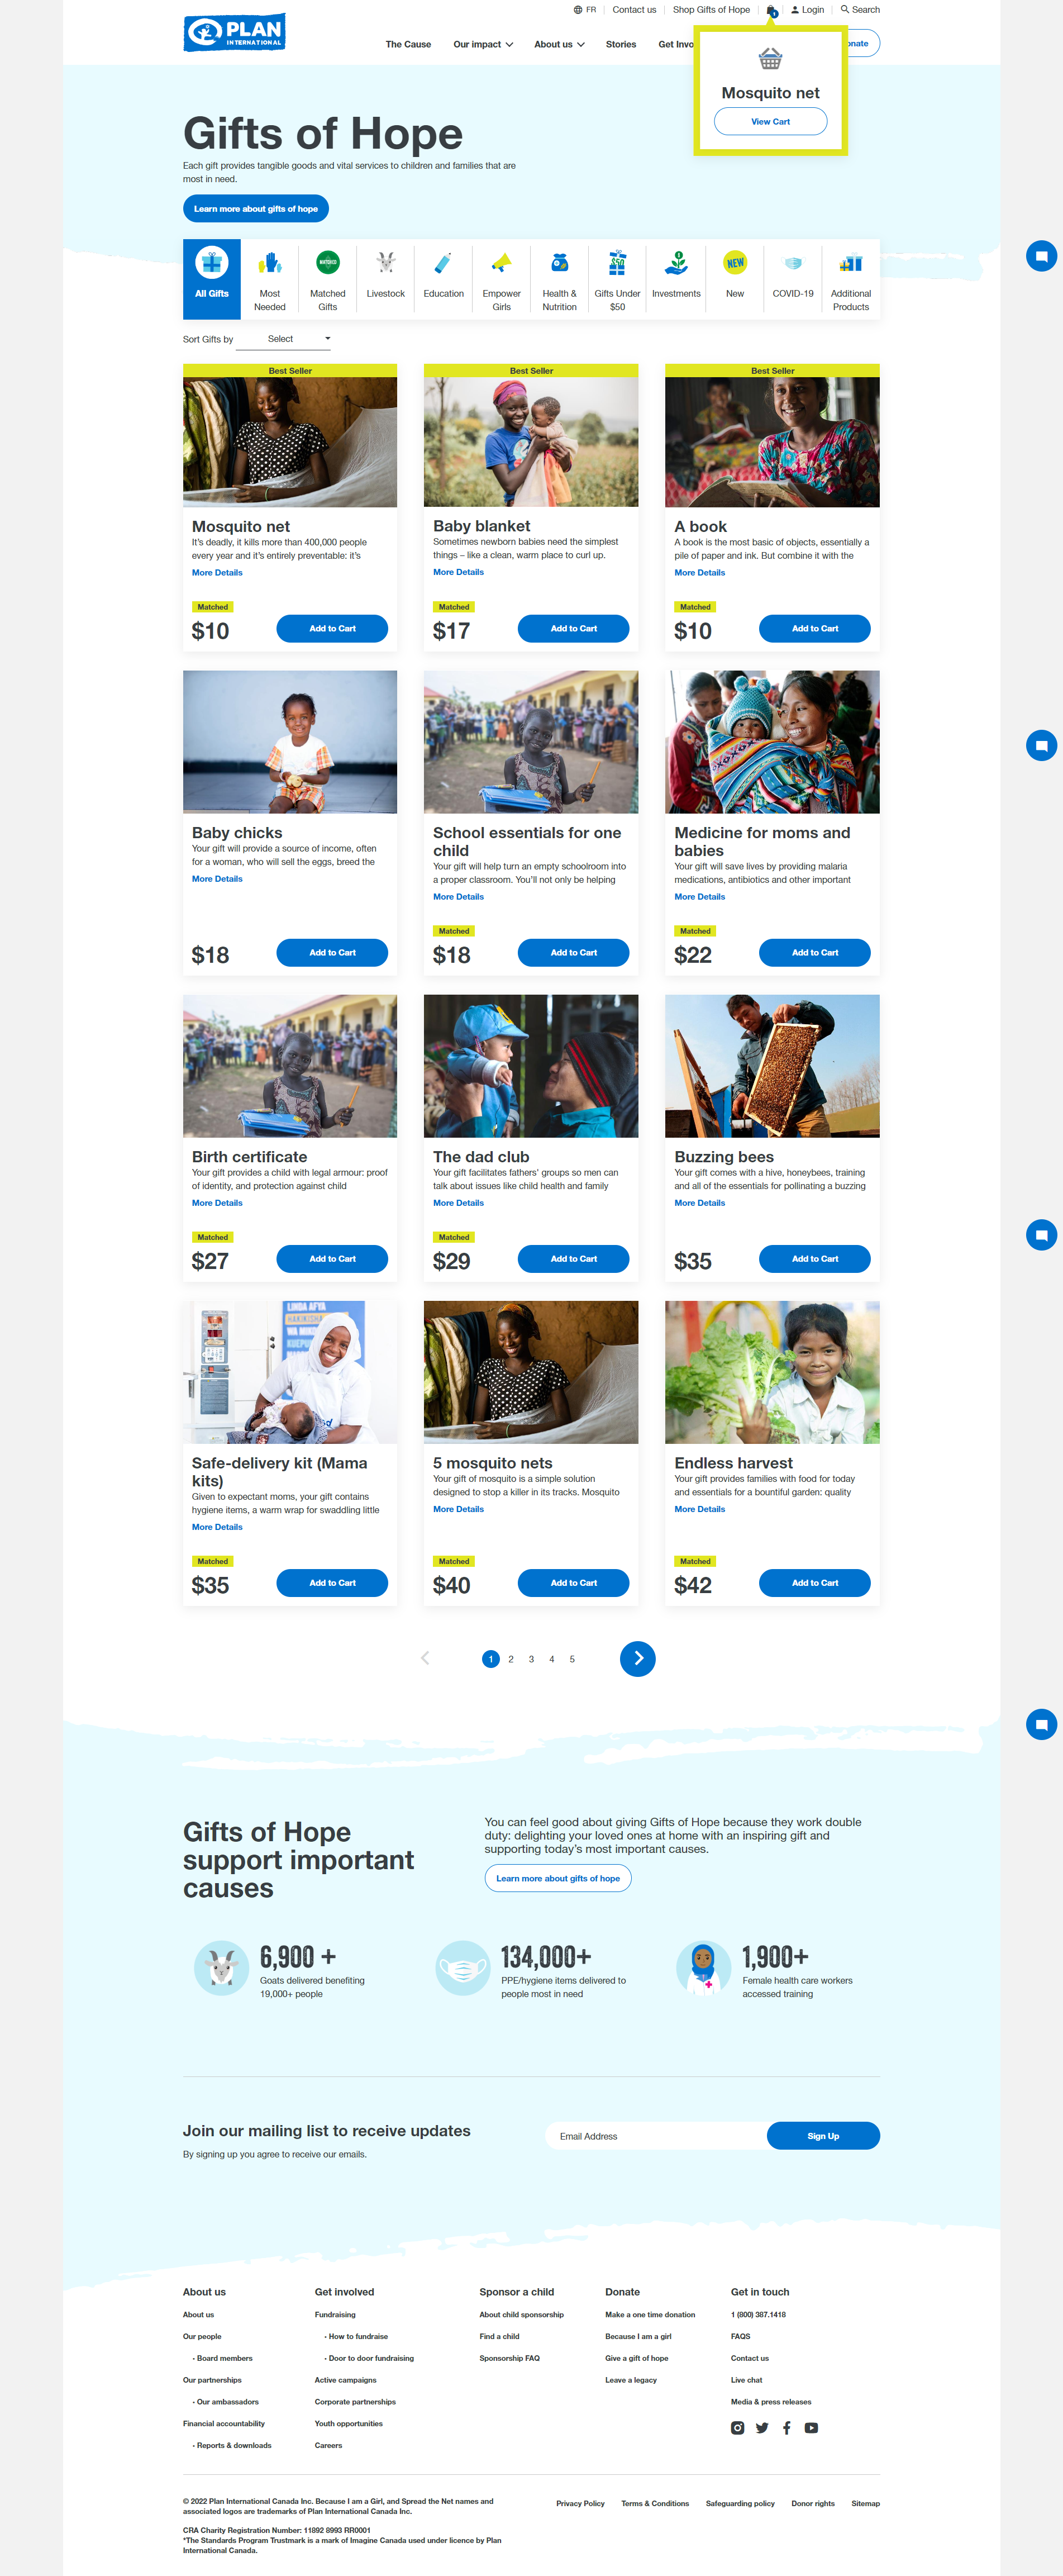 FR
Contact us
Shop Gifts of Hope
1
Login
Search
PLAN
INTERNATIONAL
The Cause
Our impact
About us
Stories
Get Invo
onate
Mosquito net
View Cart
Gifts of Hope
Each gift provides tangible goods and vital services to children and families that are
most in need.
Learn more about gifts of hope
All Gifts
Most
Needed
MATCHED
Matched
Gifts
Livestock
Education
Empower
Girls
Health &
Nutrition
$50
Gifts Under
$50
Investments
NEW
New
COVID-19
Additional
Products
Sort Gifts by
Select
Best Seller
Mosquito net
It's deadly, it kills more than 400,000 people
every year and it's entirely preventable: it's
More Details
Matched
$10
Add to Cart
Best Seller
Baby blanket
Sometimes newborn babies need the simplest
things – like a clean, warm place to curl up.
More Details
Matched
$17
Add to Cart
Best Seller
A book
A book is the most basic of objects, essentially a
pile of paper and ink. But combine it with the
More Details
Matched
$10
Add to Cart
Baby chicks
Your gift will provide a source of income, often
for a woman, who will sell the eggs, breed the
More Details
$18
Add to Cart
School essentials for one
child
Your gift will help turn an empty schoolroom into
a proper classroom. You'll not only be helping
More Details
Matched
$18
Add to Cart
Medicine for moms and
babies
Your gift will save lives by providing malaria
medications, antibiotics and other important
More Details
Matched
$22
Add to Cart
Birth certificate
Your gift provides a child with legal armour: proof
of identity, and protection against child
More Details
Matched
$27
Add to Cart
The dad club
Your gift facilitates fathers' groups so men can
talk about issues like child health and family
More Details
Matched
$29
Add to Cart
Buzzing bees
Your gift comes with a hive, honeybees, training
and all of the essentials for pollinating a buzzing
More Details
$35
Add to Cart
LINDA AFYA
Safe-delivery kit (Mama
kits)
Given to expectant moms, your gift contains
hygiene items, a warm wrap for swaddling little
More Details
Matched
$35
Add to Cart
5 mosquito nets
Your gift of mosquito is a simple solution
designed to stop a killer in its tracks. Mosquito
More Details
Matched
$40
Add to Cart
Endless harvest
Your gift provides families with food for today
and essentials for a bountiful garden: quality
More Details
Matched
$42
Add to Cart
1 2 3 4 5
Gifts of Hope
support important
causes
You can feel good about giving Gifts of Hope because they work double
duty: delighting your loved ones at home with an inspiring gift and
supporting today's most important causes.
Learn more about gifts of hope
6,900 +
Goats delivered benefiting
19,000+ people
134,000+
PPE/hygiene items delivered to
people most in need
1,900+
Female health care workers
accessed training
Join our mailing list to receive updates
By signing up you agree to receive our emails.
Email Address
Sign Up
About us
About us
Our people
- Board members
Our partnerships
- Our ambassadors
Financial accountability
- Reports & downloads
Get involved
Fundraising
- How to fundraise
- Door to door fundraising
Active campaigns
Corporate partnerships
Youth opportunities
Careers
Sponsor a child
About child sponsorship
Find a child
Sponsorship FAQ
Donate
Make a one time donation
Because I am a girl
Give a gift of hope
Leave a legacy
Get in touch
1 (800) 387.1418
FAQS
Contact us
Live chat
Media & press releases
© 2022 Plan International Canada Inc. Because I am a Girl, and Spread the Net names and
associated logos are trademarks of Plan International Canada Inc.
CRA Charity Registration Number: 11892 8993 RR0001
*The Standards Program Trustmark is a mark of Imagine Canada used under licence by Plan
International Canada.
Privacy Policy
Terms & Conditions
Safeguarding policy
Donor rights
Sitemap